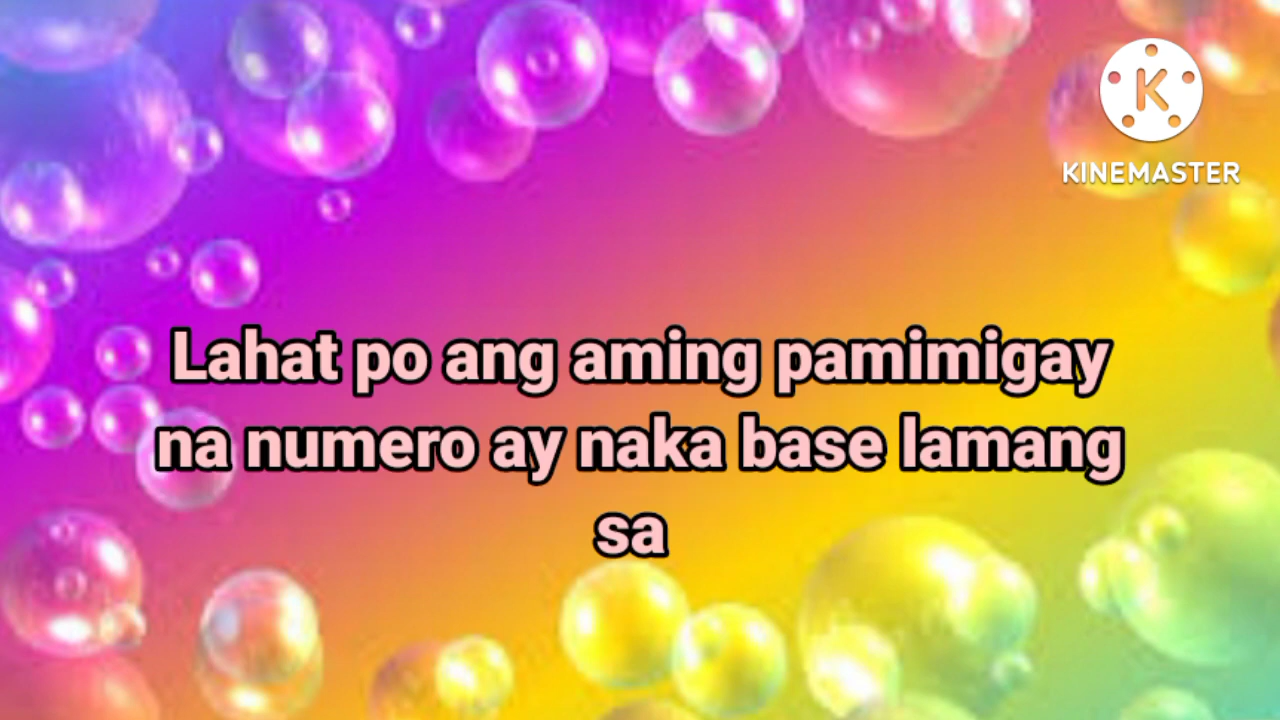 K
KINEMASTER
Lahat po ang aming pamimigay
na numero ay naka base lamang
sa